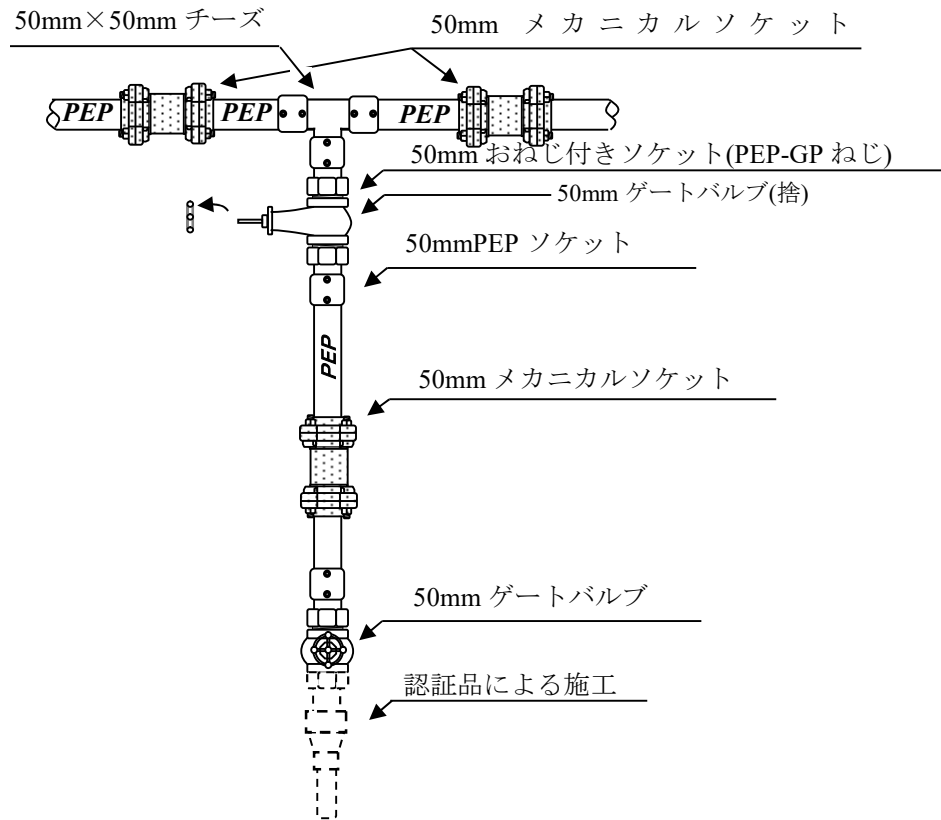 50mm×50mm チーズ
50mm メカニカルソケット
PEP
PEP
PEP
50mm おねじ付きソケット(PEP-GP ねじ)
50mm ゲートバルブ(捨)
50mmPEP ソケット
PEP
50mm メカニカルソケット
50mm ゲートバルブ
認証品による施工